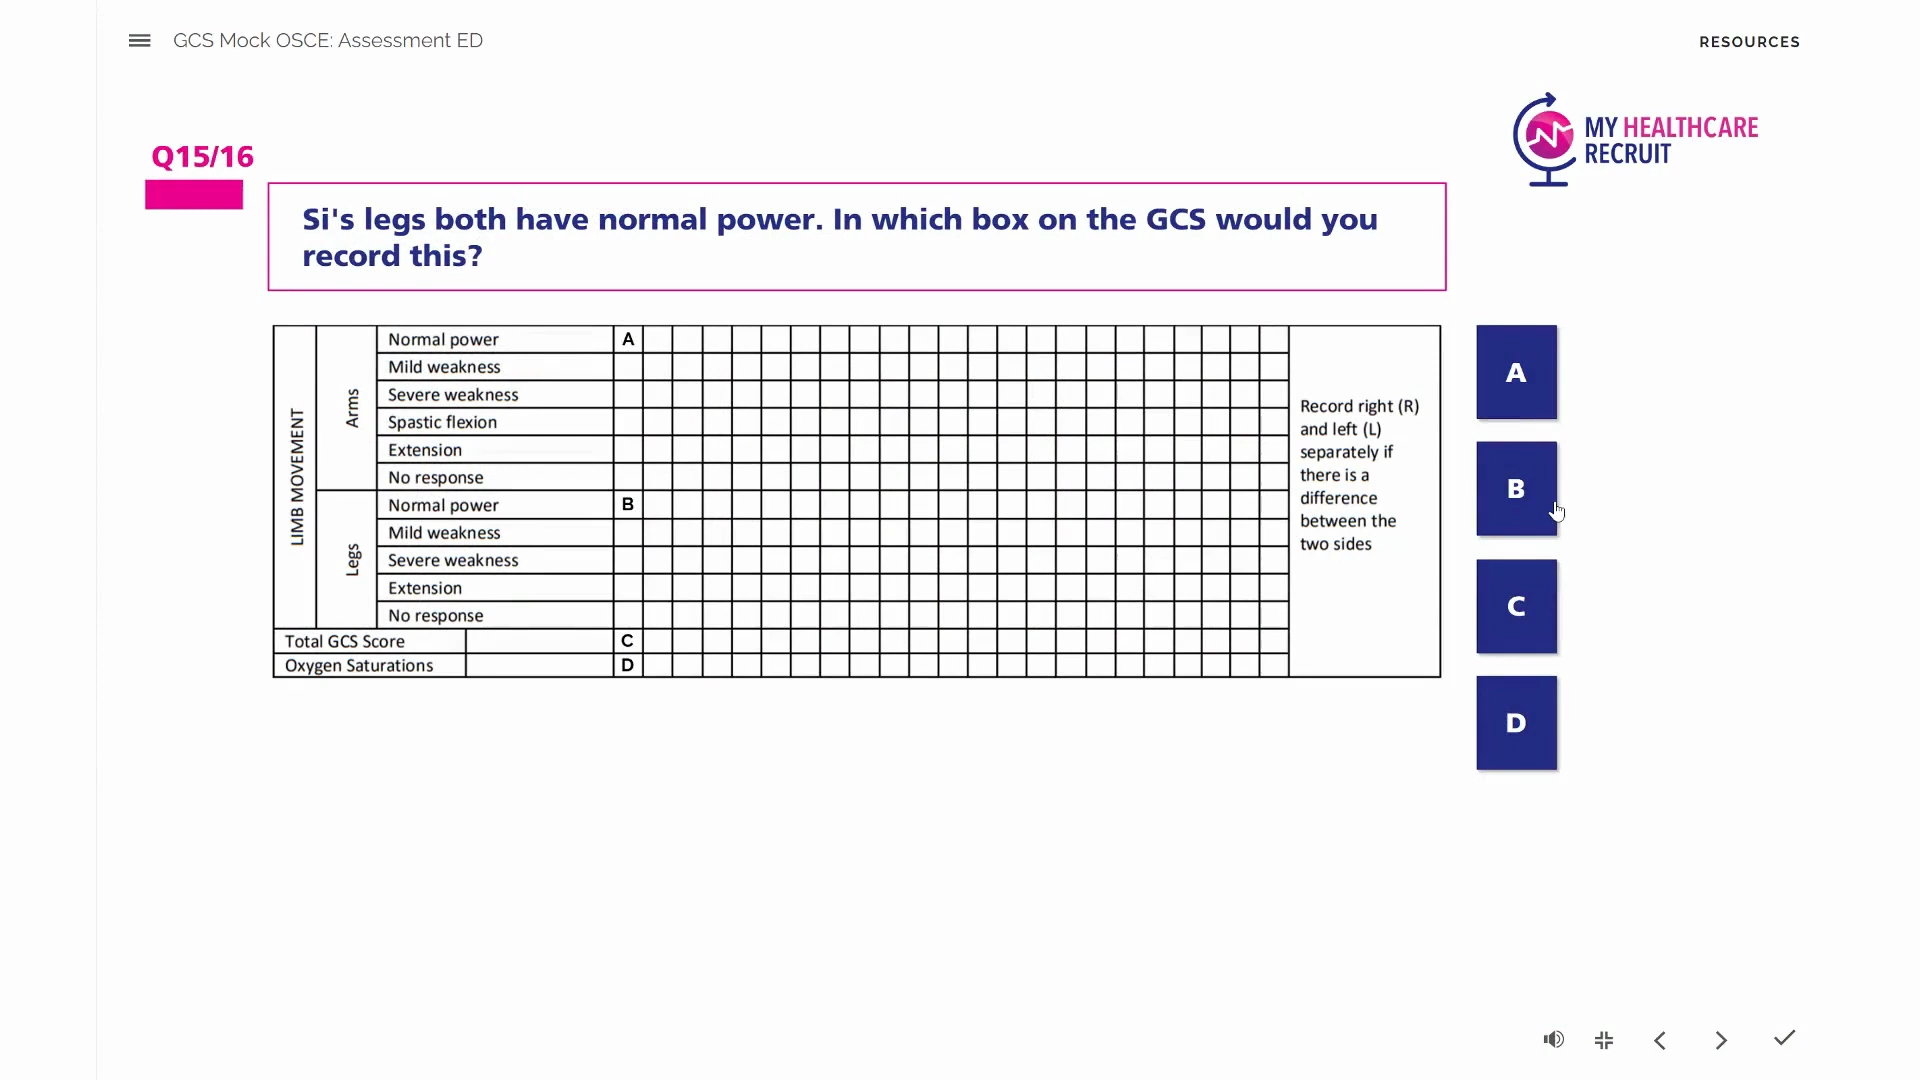 GCS Mock OSCE: Assessment ED
RESOURCES
MY HEALTHCARE
RECRUIT
Q15/16
Si's legs both have normal power. In which box on the GCS would you
record this?
LIMB MOVEMENT
Arms
Normal power A
Mild weakness
Severe weakness
Spastic flexion
Extension
No response
Legs
Normal power B
Mild weakness
Severe weakness
Extension
No response
Total GCS Score C
Oxygen Saturations D
Record right (R)
and left (L)
separately if
there is a
difference
between the
two sides
A
B
C
D